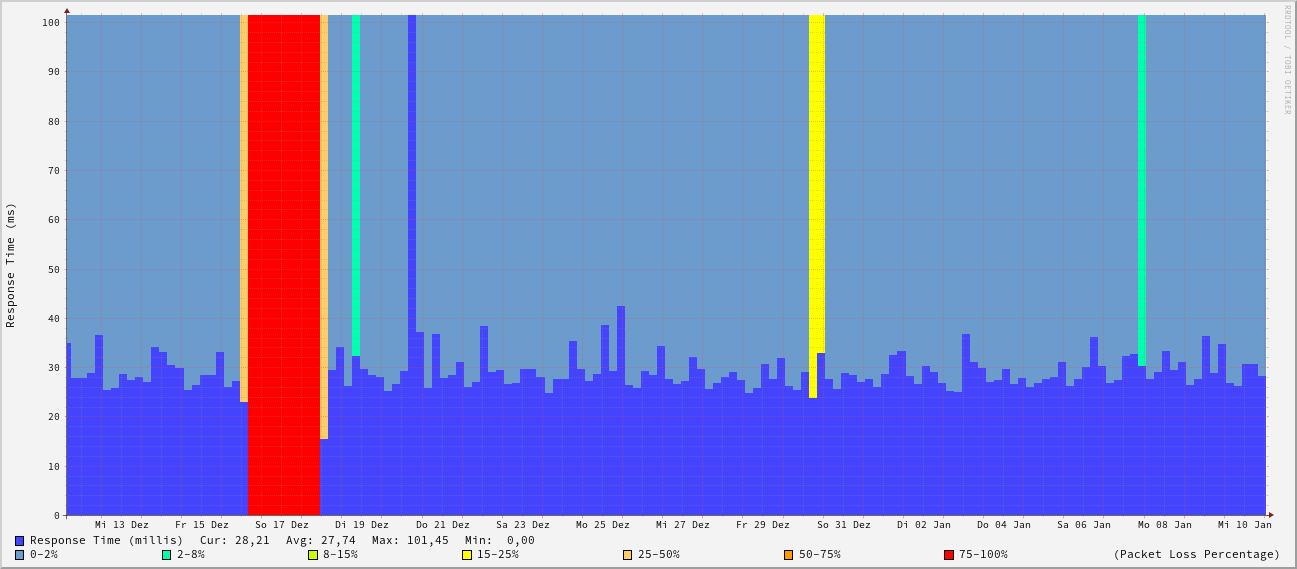 RRDTOOL / TOBI OETIKER
Response Time (ms)
100
90
80
70
60
50
40
30
20
10
0
Mi 13 Dez Fr 15 Dez So 17 Dez Di 19 Dez Do 21 Dez Sa 23 Dez Mo 25 Dez Mi 27 Dez Fr 29 Dez So 31 Dez Di 02 Jan Do 04 Jan Sa 06 Jan Mo 08 Jan Mi 10 Jan
Response Time (millis) Cur: 28,21 Avg: 27,74 Max: 101,45 Min: 0,00
0-2% 2-8% 8-15% 15-25% 25-50% 50-75% 75-100% (Packet Loss Percentage)